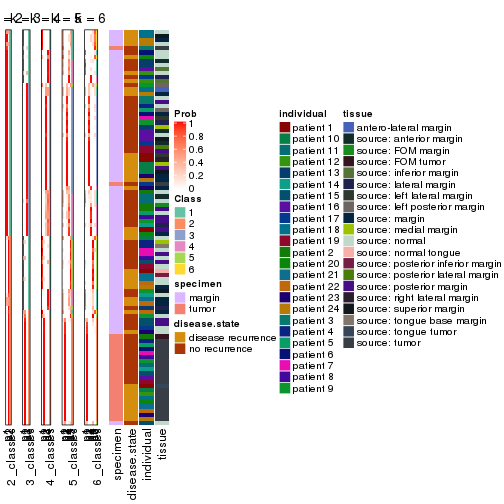 k = 2 k = 3 k = 4 k = 5 k = 6
Prob
1
0.8
0.6
0.4
0.2
0
Class
1
2
3
4
5
6
specimen
margin
tumor
disease.state
disease recurrence
no recurrence
individual
patient 1
patient 10
patient 11
patient 12
patient 13
patient 14
patient 15
patient 16
patient 17
patient 18
patient 19
patient 2
patient 20
patient 21
patient 22
patient 23
patient 24
patient 3
patient 4
patient 5
patient 6
patient 7
patient 8
patient 9
tissue
antero-lateral margin
source: anterior margin
source: FOM margin
source: FOM tumor
source: inferior margin
source: lateral margin
source: left lateral margin
source: left posterior margin
source: margin
source: medial margin
source: normal
source: normal tongue
source: posterior inferior margin
source: posterior lateral margin
source: posterior margin
source: right lateral margin
source: superior margin
source: tongue base margin
source: tongue tumor
source: tumor
2_classes
3_classes
4_classes
5_classes
6_classes
specimen
disease.state
individual
tissue